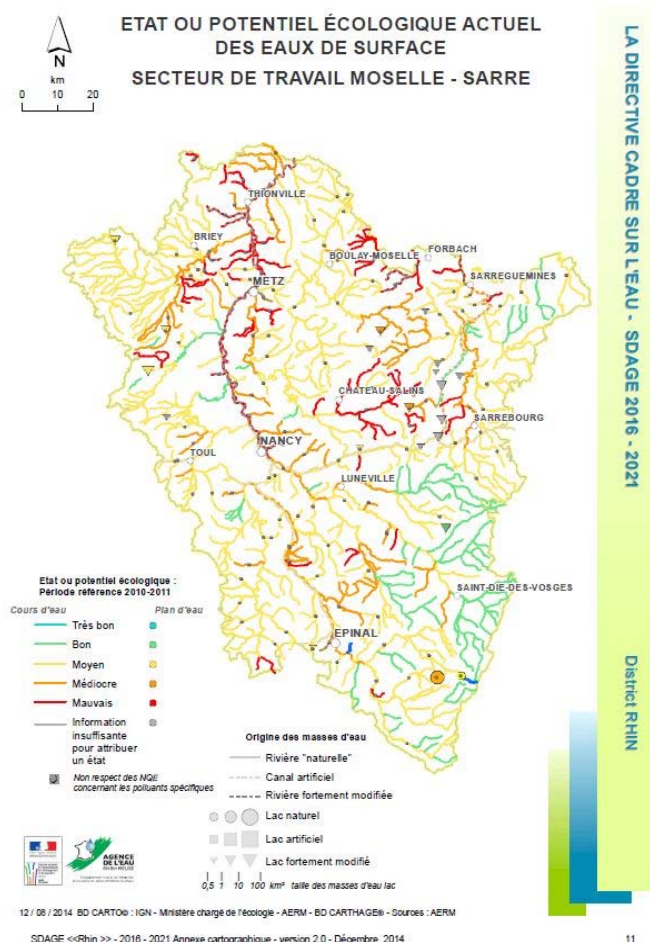 ETAT OU POTENTIEL ÉCOLOGIQUE ACTUEL
DES EAUX DE SURFACE
SECTEUR DE TRAVAIL MOSELLE - SARRE
N
km
0 10 20
LA DIRECTIVE CADRE SUR L'EAU - SDAGE 2016 - 2021
District RHIN
THIONVILLE
BRIEY
BOULAY-MOSELLE
FORBACH
SARREGUEMINES
METZ
CHATEAU-SALINS
SARREBOURG
NANCY
TOUL
LUNEVILLE
SAINT-DIE-DES-VOSGES
EPINAL
Etat ou potentiel écologique :
Période référence 2010-2011
Cours d'eau Plan d'eau
Très bon
Bon
Moyen
Médiocre
Mauvais
Information
insuffisante
pour attribuer
un état
Non respect des NQE
concernant les polluants spécifiques
Origine des masses d'eau
Rivière "naturelle"
Canal artificiel
Rivière fortement modifiée
Lac naturel
Lac artificiel
Lac fortement modifié
0,5 1 10 100 km² taille des masses d'eau lac
AGENCE
DE L'EAU
12 / 08 / 2014 BD CARTO® : IGN - Ministère chargé de l'écologie - AERM - BD CARTHAGE® - Sources : AERM
SDAGE <<Rhin >> - 2016 - 2021 Annexe cartographique - version 2.0 - Décembre 2014
11